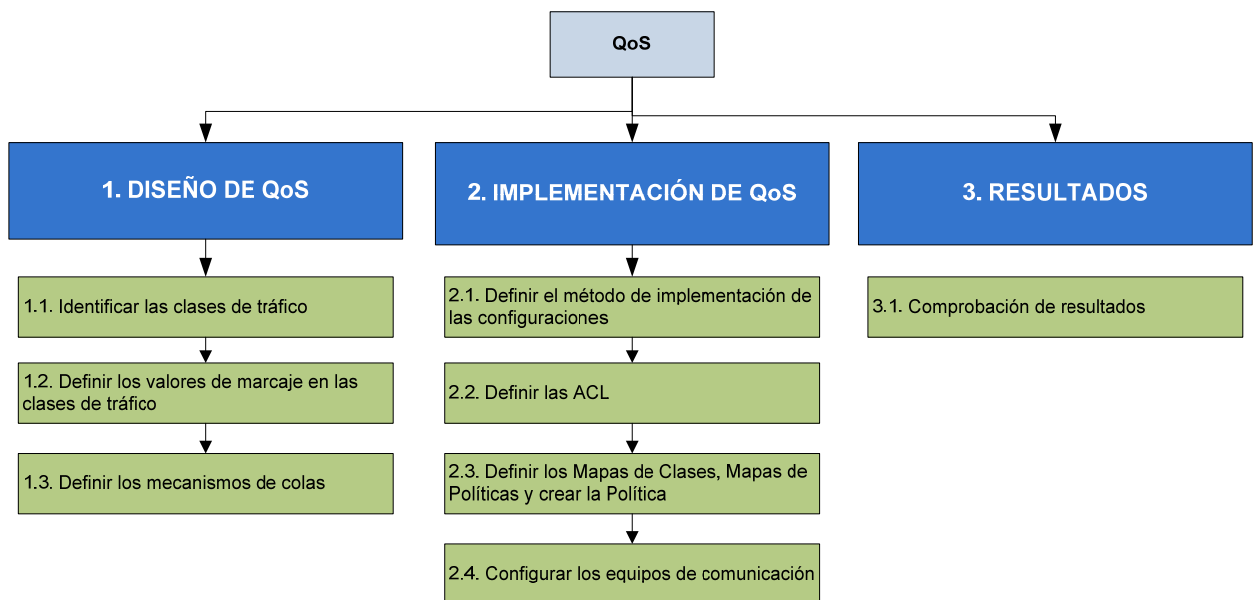 QoS
1. DISEÑO DE QoS
2. IMPLEMENTACIÓN DE QoS
3. RESULTADOS
1.1. Identificar las clases de tráfico
1.2. Definir los valores de marcaje en las
clases de tráfico
1.3. Definir los mecanismos de colas
2.1. Definir el método de implementación de
las configuraciones
2.2. Definir las ACL
2.3. Definir los Mapas de Clases, Mapas de
Políticas y crear la Política
2.4. Configurar los equipos de comunicación
3.1. Comprobación de resultados